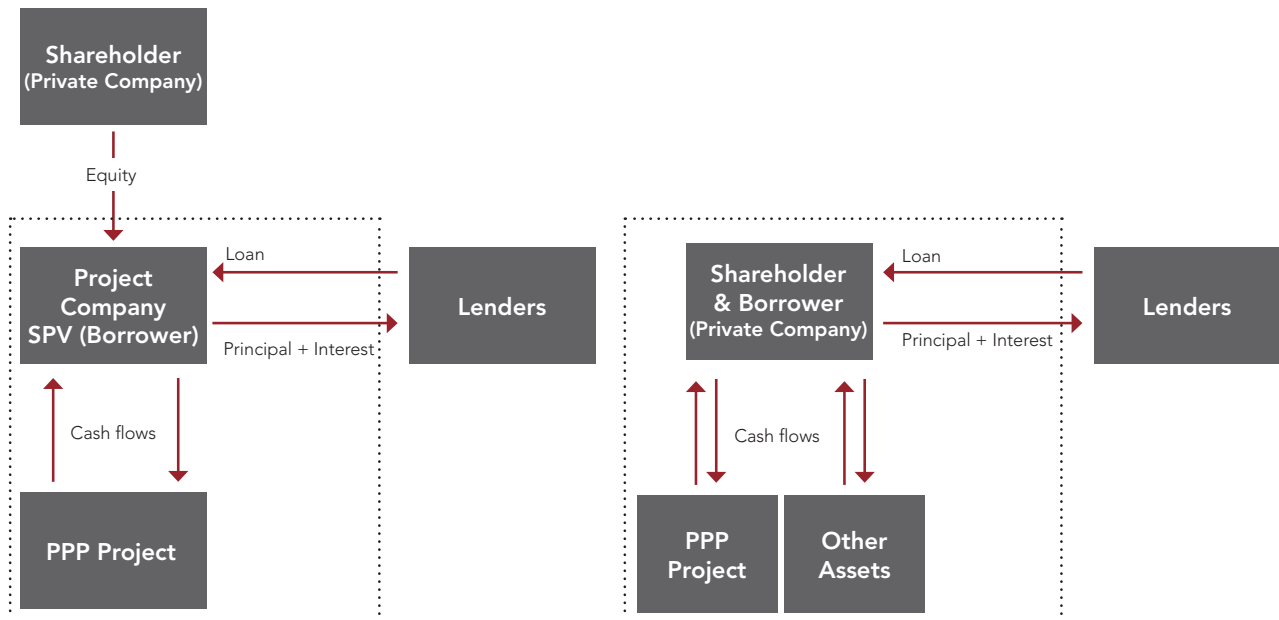 Shareholder
(Private Company)
Equity
Project
Company
SPV (Borrower)
Loan
Principal + Interest
Lenders
Cash flows
PPP Project
Shareholder
& Borrower
(Private Company)
Loan
Principal + Interest
Lenders
Cash flows
PPP
Project
Other
Assets